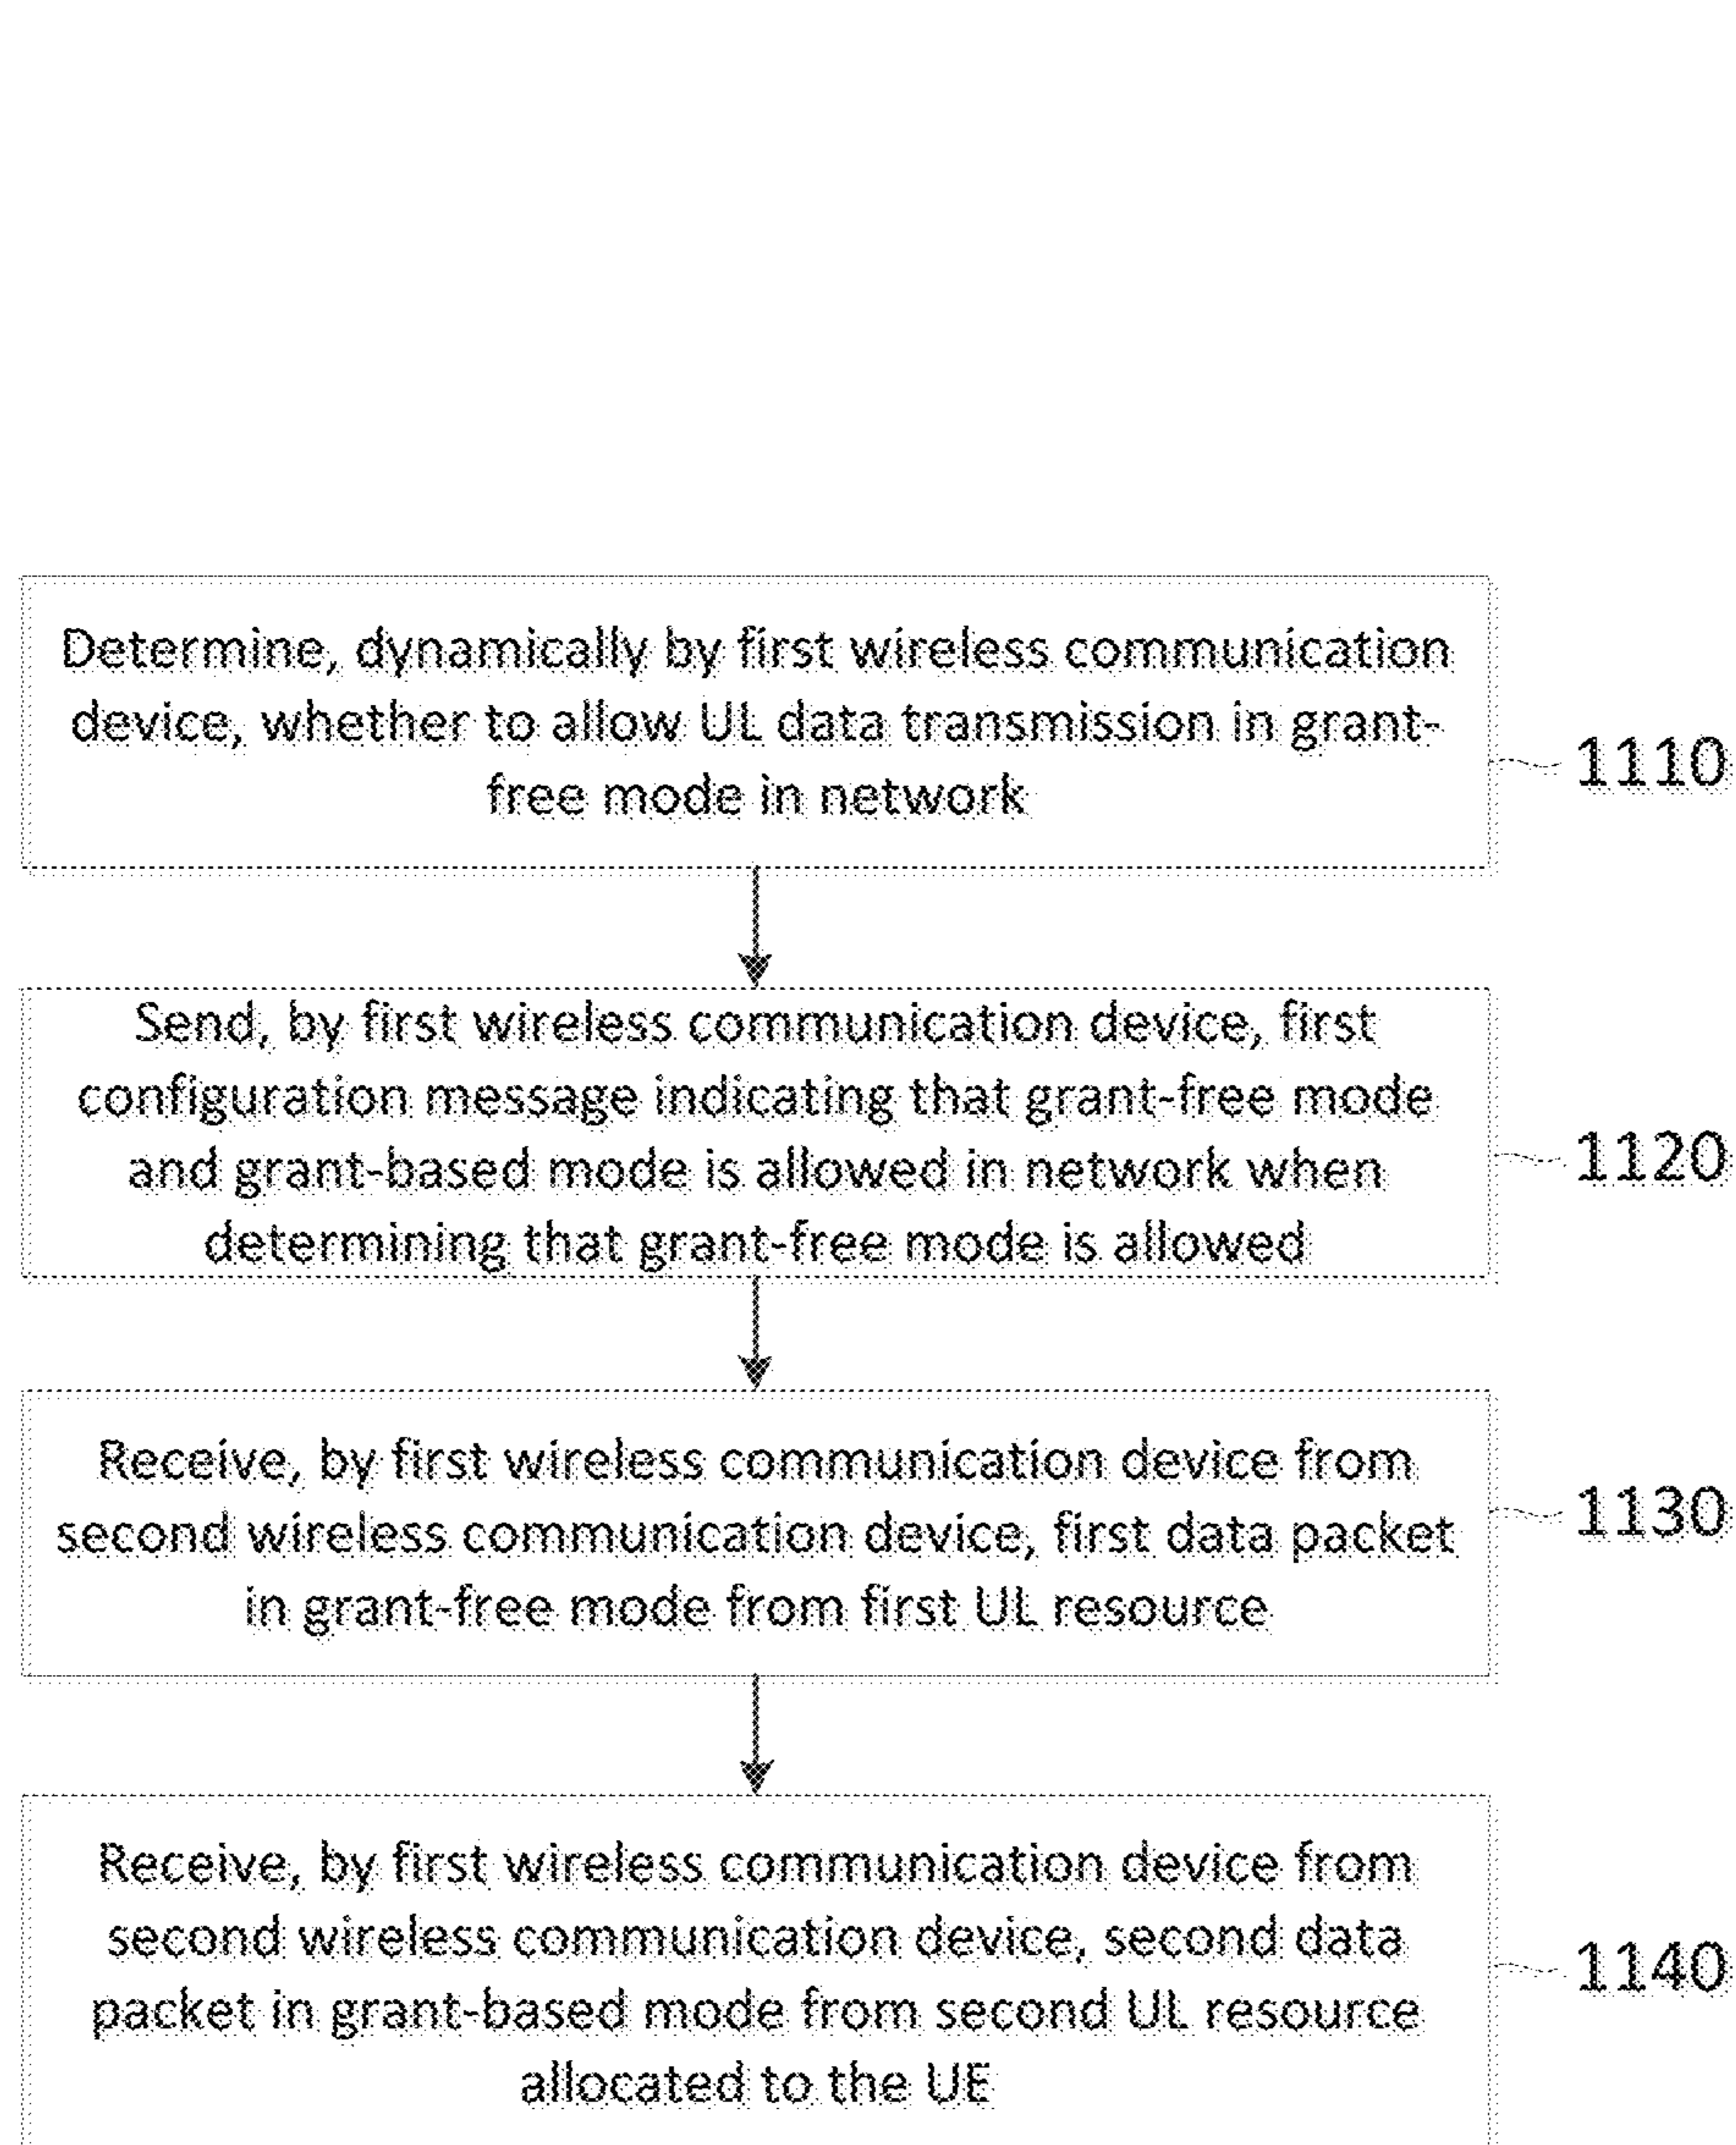 Determine, dynamically by first wireless communication
device, whether to allow UL data transmission in grant-
free mode in network
1110
Send, by first wireless communication device, first
configuration message indicating that grant-free mode
and grant-based mode is allowed in network when
determining that grant-free mode is allowed
1120
Receive, by first wireless communication device from
second wireless communication device, first data packet
in grant-free mode from first UL resource
1130
Receive, by first wireless communication device from
second wireless communication device, second data
packet in grant-based mode from second UL resource
allocated to the UE
1140